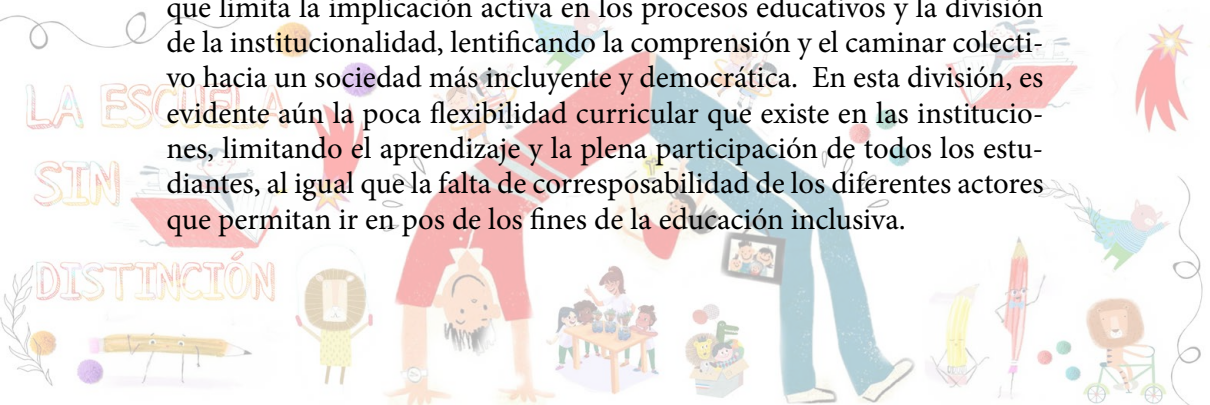 que limita la implicación activa en los procesos educativos y la división
de la institucionalidad, lentificando la comprensión y el caminar colecti-
vo hacia un sociedad más incluyente y democrática. En esta división, es
evidente aún la poca flexibilidad curricular que existe en las institucio-
nes, limitando el aprendizaje y la plena participación de todos los estu-
diantes, al igual que la falta de corresposabilidad de los diferentes actores
que permitan ir en pos de los fines de la educación inclusiva.
LA ESCUELA
SIN
DISTINCIÓN